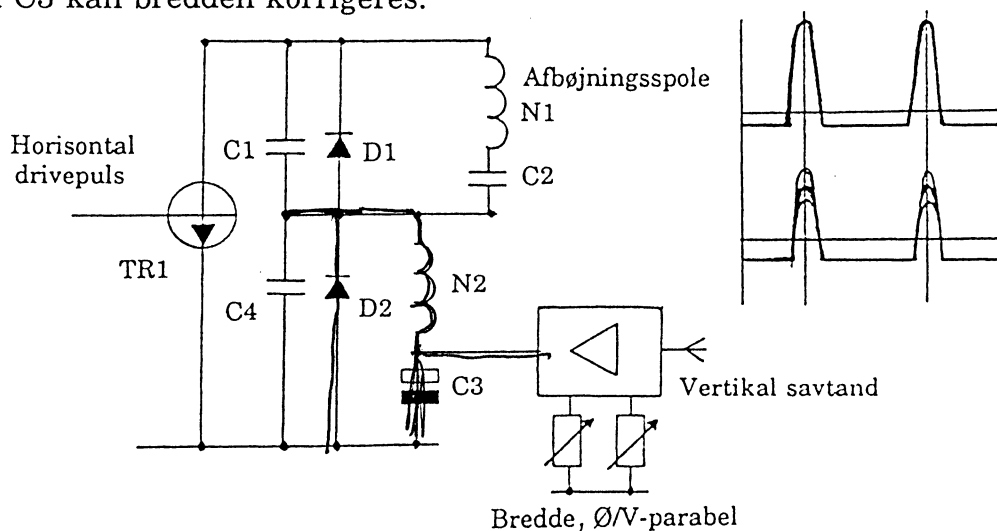 C3 kan bredden korrigeres.
Afbøjningsspole
N1
Horisontal
drivepuls
C1
D1
C2
TR1
C4
D2
N2
C3
Vertikal savtand
Bredde, Ø/V-parabel